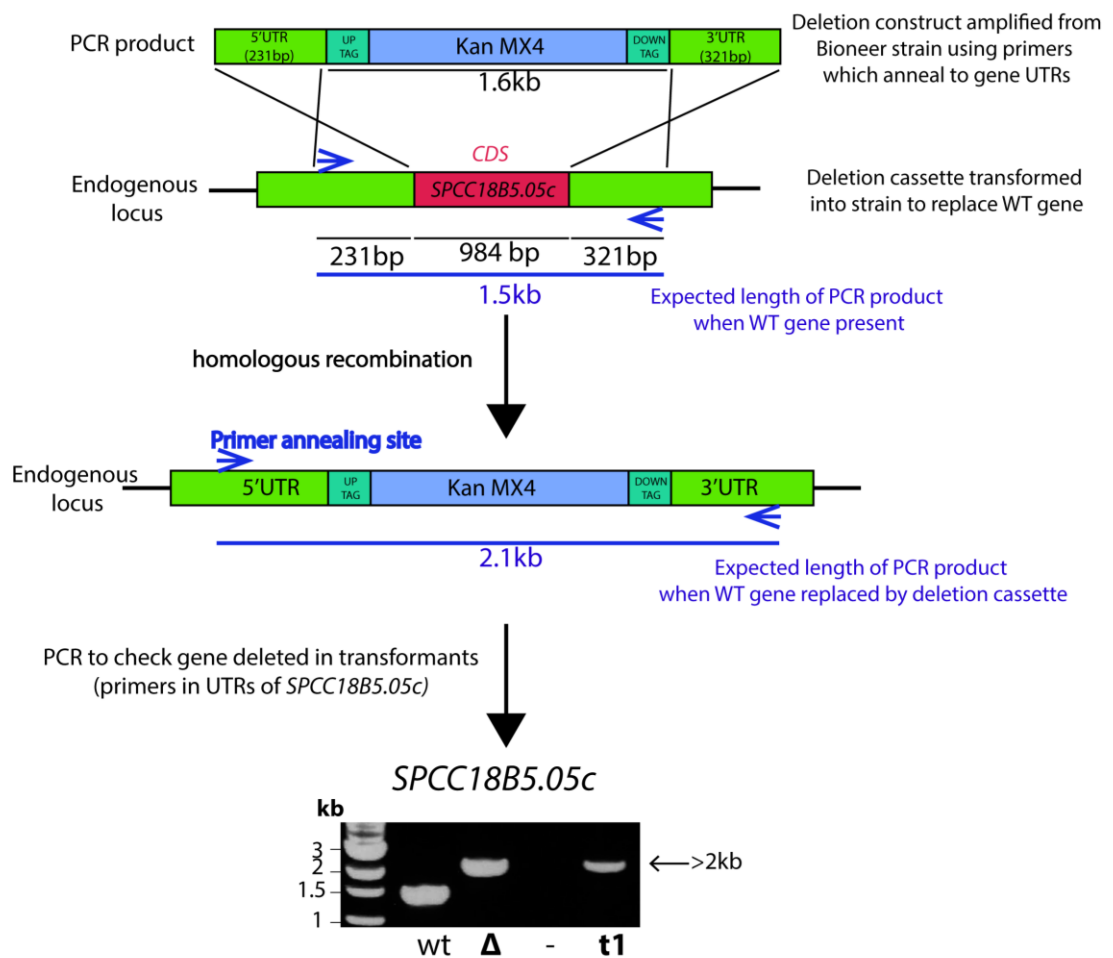 PCR product
5'UTR
(231bp)
UP
TAG
Kan MX4
DOWN
TAG
3'UTR
(321bp)
Deletion construct amplified from
Bioneer strain using primers
which anneal to gene UTRs
1.6kb
CDS
Endogenous
locus
SPCC18B5.05c
Deletion cassette transformed
into strain to replace WT gene
231bp
984 bp
321bp
1.5kb
Expected length of PCR product
when WT gene present
homologous recombination
Primer annealing site
Endogenous
locus
5'UTR
UP
TAG
Kan MX4
DOWN
TAG
3'UTR
2.1kb
Expected length of PCR product
when WT gene replaced by deletion cassette
PCR to check gene deleted in transformants
(primers in UTRs of SPCC18B5.05c)
SPCC18B5.05c
kb
3
2
1.5
1
>2kb
wt Δ - t1